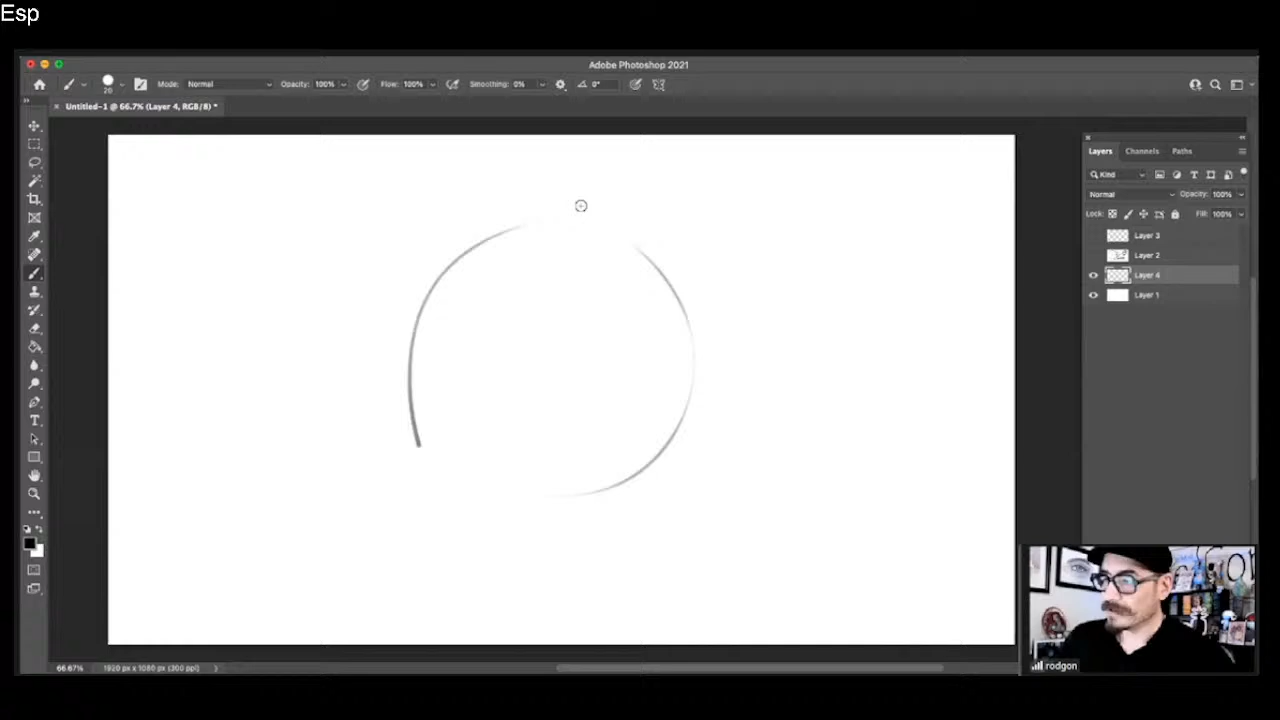 Esp
Adobe Photoshop 2021
20 Mode: Normal Opacity: 100% Flow: 100% Smoothing: 0% 0°
× Untitled-1 @ 66.7% (Layer 4, RGB/8) *
Layers Channels Paths
Kind
Normal Opacity: 100%
Lock: Fill: 100%
Layer 3
Layer 2
Layer 4
Layer 1
66.67% 1920 px x 1080 px (300 ppi)
rodgon